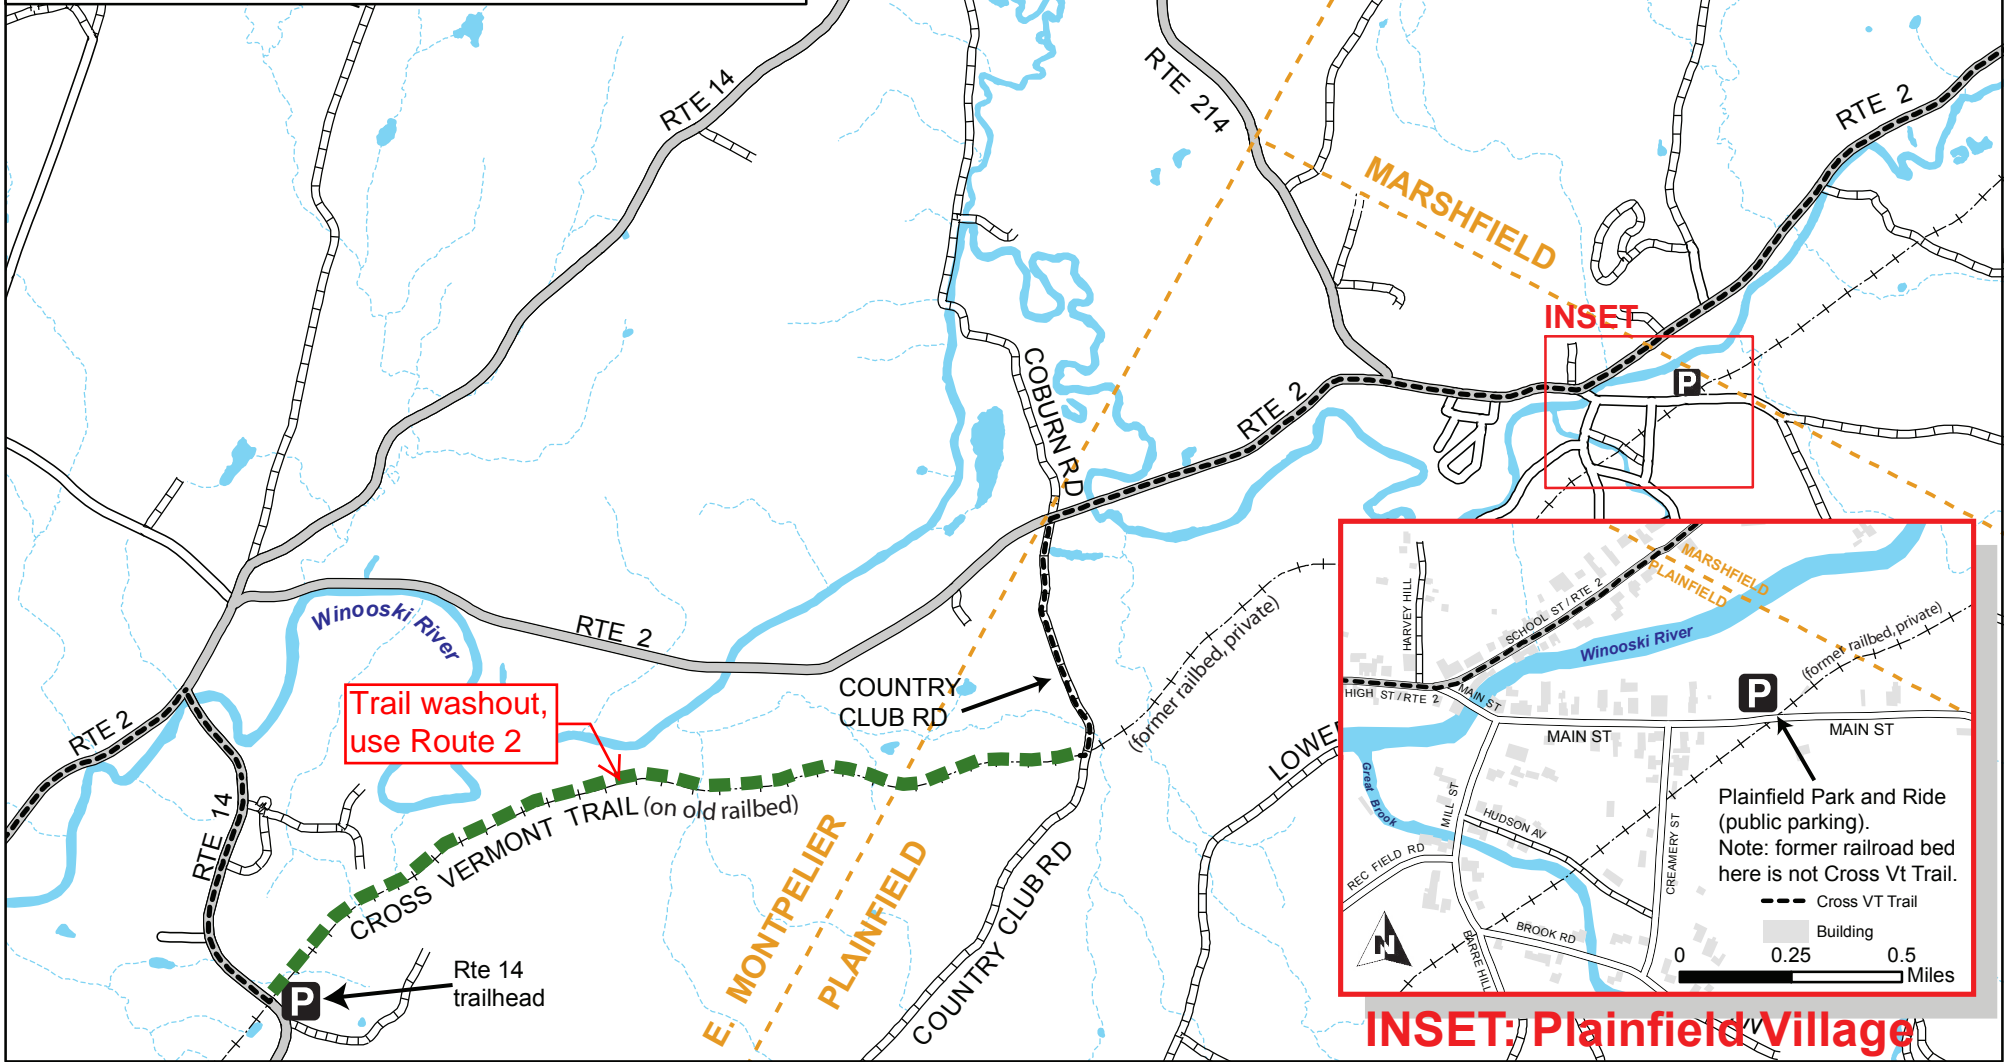 RTE 14
RTE 214
RTE 2
MARSHFIELD
INSET
P
COBURN RD
RTE 2
Winooski River
RTE 2
Trail washout,
use Route 2
COUNTRY
CLUB RD
(former railbed, private)
RTE 2
RTE 14
CROSS VERMONT TRAIL (on old railbed)
E. MONTPELIER
PLAINFIELD
COUNTRY CLUB RD
P
Rte 14
trailhead
MARSHFIELD
PLAINFIELD
HARVEY HILL
SCHOOL ST / RTE 2
Winooski River
(former railbed, private)
HIGH ST / RTE 2
MAIN ST
P
MAIN ST
MAIN ST
Great Brook
MILL ST
HUDSON AV
CREAMERY ST
REC FIELD RD
BROOK RD
BARRE HILL
Plainfield Park and Ride
(public parking).
Note: former railroad bed
here is not Cross Vt Trail.
Cross VT Trail
Building
N
0 0.25 0.5
Miles
INSET: Plainfield Village